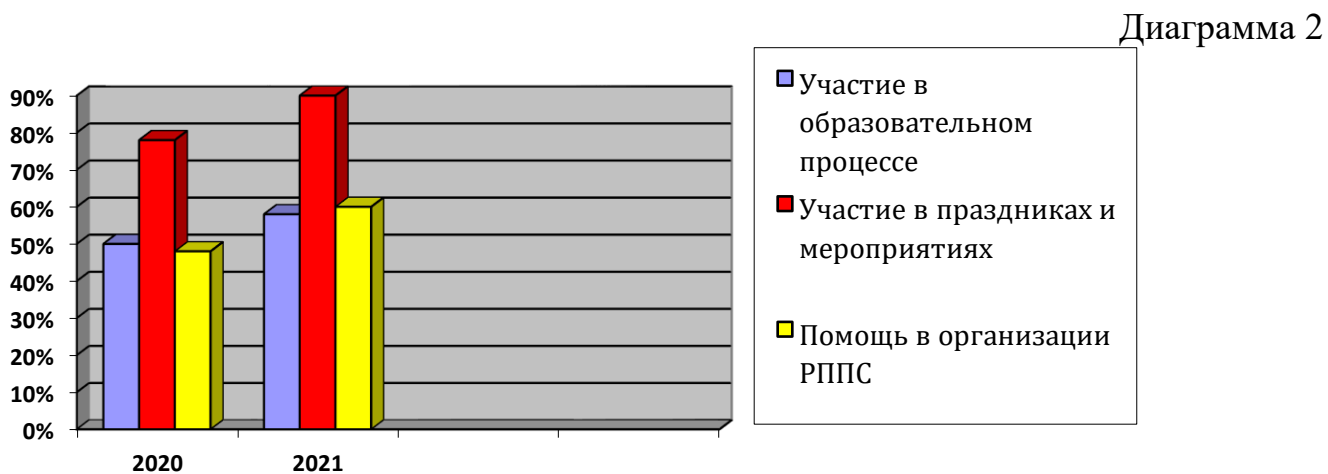 Диаграмма 2
90%
80%
70%
60%
50%
40%
30%
20%
10%
0%
2020 2021
Участие в
образовательном
процессе
Участие в праздниках и
мероприятиях
Помощь в организации
РППС